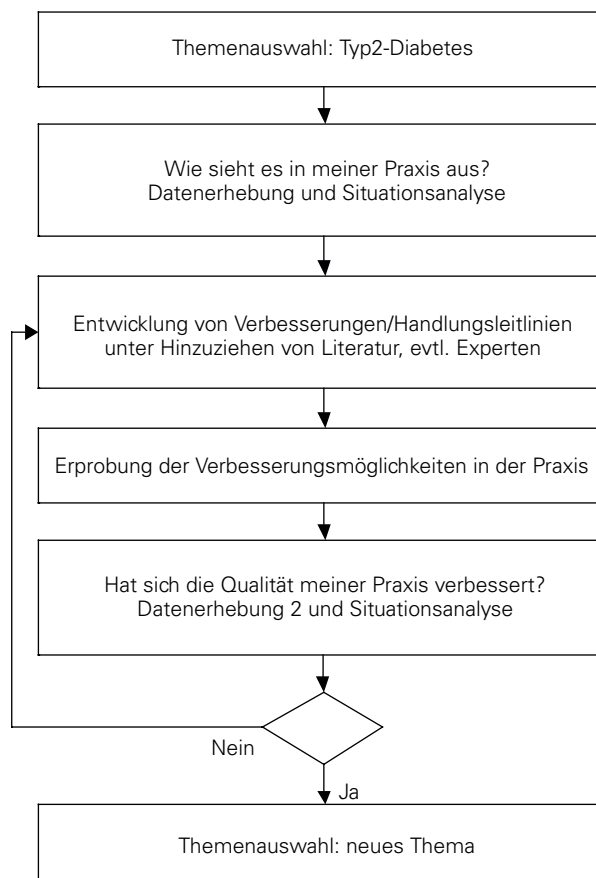 Themenauswahl: Typ2-Diabetes
Wie sieht es in meiner Praxis aus?
Datenerhebung und Situationsanalyse
Entwicklung von Verbesserungen/Handlungsleitlinien
unter Hinzuziehen von Literatur, evtl. Experten
Erprobung der Verbesserungsmöglichkeiten in der Praxis
Hat sich die Qualität meiner Praxis verbessert?
Datenerhebung 2 und Situationsanalyse
Nein
Ja
Themenauswahl: neues Thema